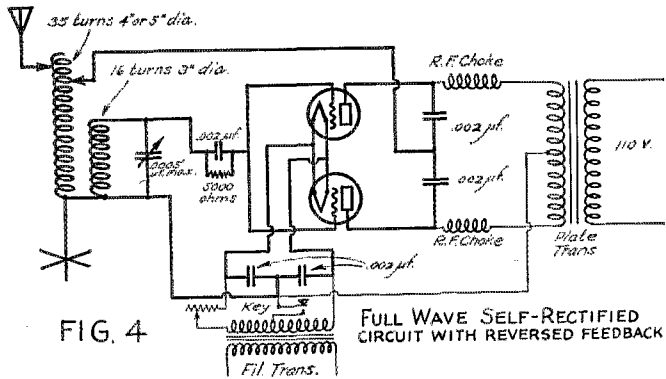 35 turns 4" or 5" dia.
16 turns 3" dia.
R.F. Choke
.002 µf.
.0005
µf. max.
5000
ohms
.002 µf.
.002 µf.
110 V.
R.F. Choke
Plate
Trans
.002 µf.
Key
Fil. Trans.
FIG. 4
FULL WAVE SELF-RECTIFIED
CIRCUIT WITH REVERSED FEEDBACK